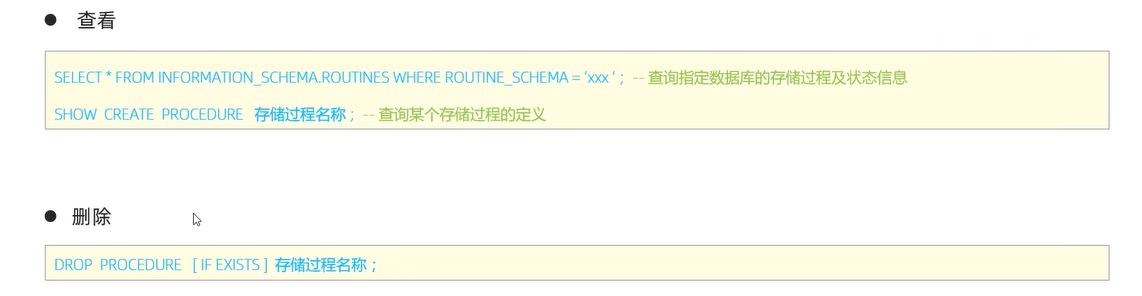 ● 查看
SELECT * FROM INFORMATION_SCHEMA.ROUTINES WHERE ROUTINE_SCHEMA = ‘xxx ‘ ; -- 查询指定数据库的存储过程及状态信息
SHOW CREATE PROCEDURE 存储过程名称 ; -- 查询某个存储过程的定义
● 删除
DROP PROCEDURE [ IF EXISTS ] 存储过程名称 ;